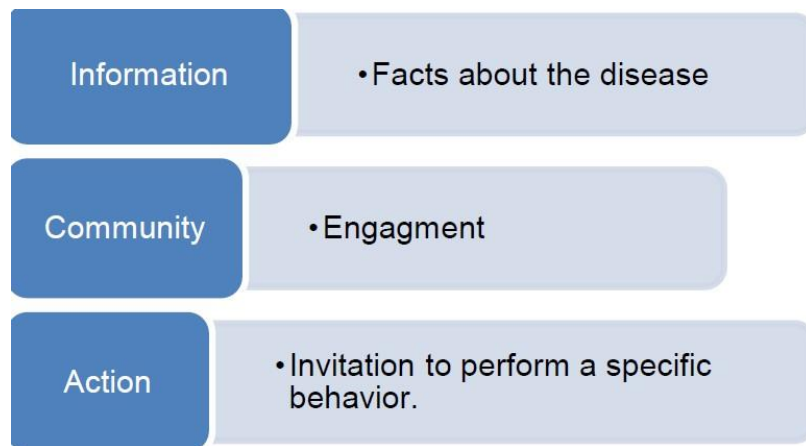 Information
•Facts about the disease
Community
•Engagment
Action
•Invitation to perform a specific
behavior.